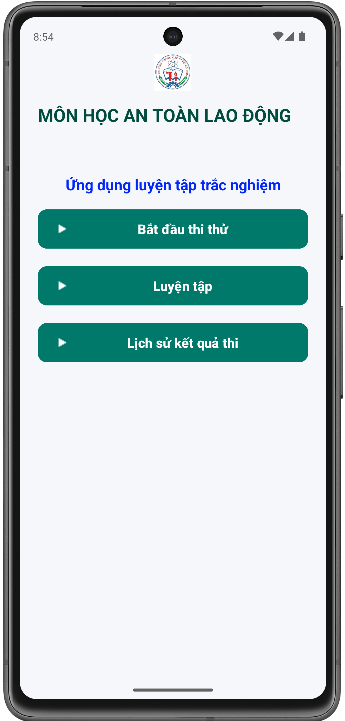 8:54
MÔN HỌC AN TOÀN LAO ĐỘNG
Ứng dụng luyện tập trắc nghiệm
Bắt đầu thi thử
Luyện tập
Lịch sử kết quả thi